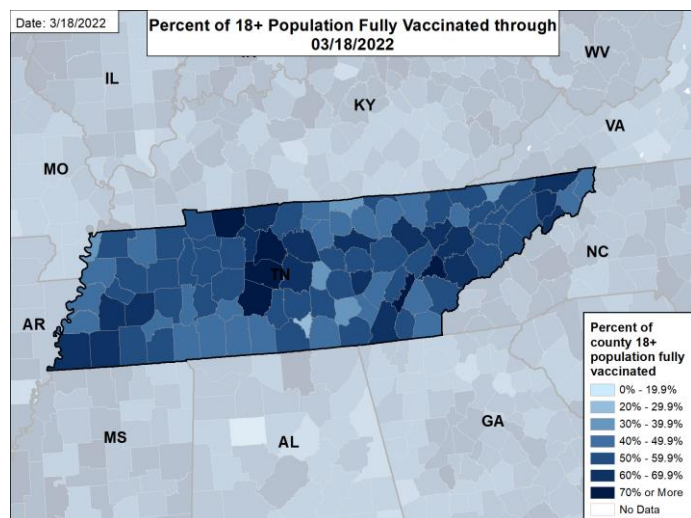 Date: 3/18/2022
Percent of 18+ Population Fully Vaccinated through
03/18/2022
WV
IL
KY
VA
MO
TN
NC
AR
MS
AL
GA
Percent of
county 18+
population fully
vaccinated
0% - 19.9%
20% - 29.9%
30% - 39.9%
40% - 49.9%
50% - 59.9%
60% - 69.9%
70% or More
No Data